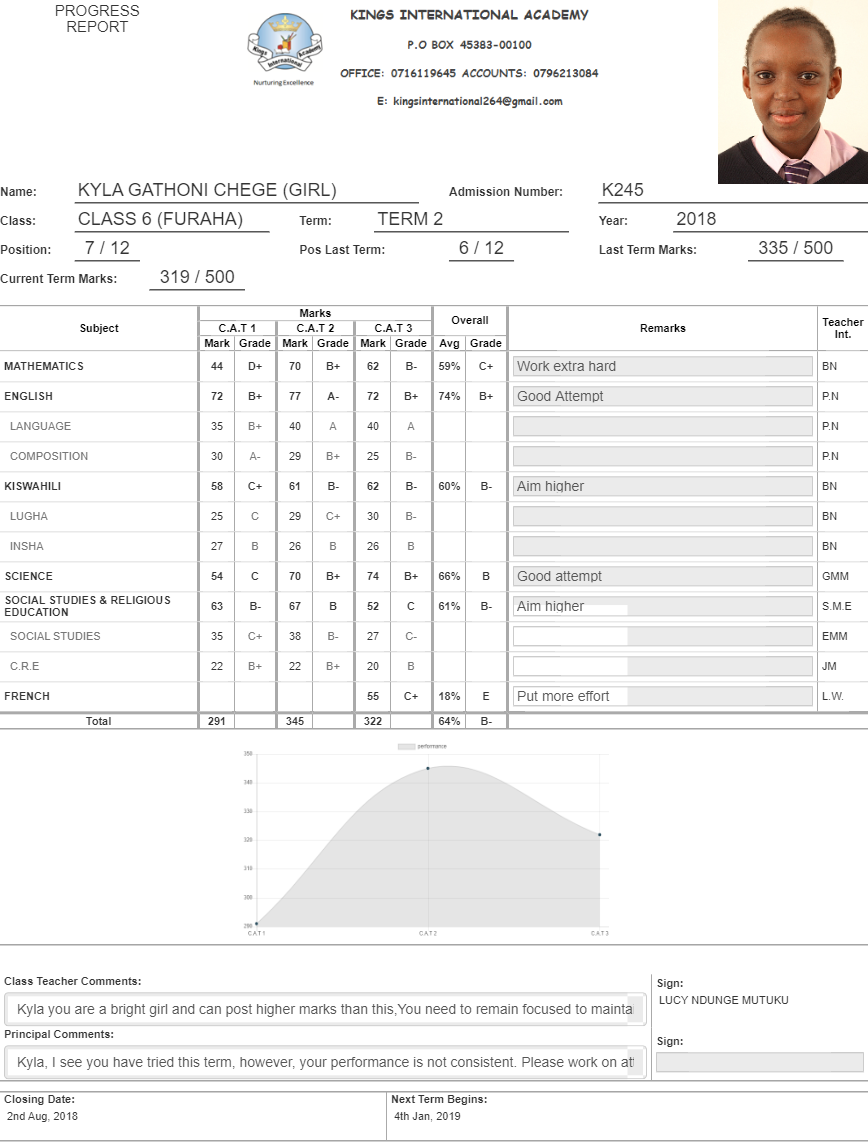 PROGRESS
REPORT
Kings International Academy
Nurturing Excellence
KINGS INTERNATIONAL ACADEMY
P.O BOX 45383-00100
OFFICE: 0716119645 ACCOUNTS: 0796213084
E: kingsinternational264@gmail.com
Name: KYLA GATHONI CHEGE (GIRL) Admission Number: K245
Class: CLASS 6 (FURAHA) Term: TERM 2 Year: 2018
Position: 7 / 12 Pos Last Term: 6 / 12 Last Term Marks: 335 / 500
Current Term Marks: 319 / 500
Subject Marks Overall Remarks Teacher Int.
C.A.T 1 C.A.T 2 C.A.T 3
Mark Grade Mark Grade Mark Grade Avg Grade
MATHEMATICS 44 D+ 70 B+ 62 B- 59% C+ Work extra hard BN
ENGLISH 72 B+ 77 A- 72 B+ 74% B+ Good Attempt P.N
LANGUAGE 35 B+ 40 A 40 A P.N
COMPOSITION 30 A- 29 B+ 25 B- P.N
KISWAHILI 58 C+ 61 B- 62 B- 60% B- Aim higher BN
LUGHA 25 C 29 C+ 30 B- BN
INSHA 27 B 26 B 26 B BN
SCIENCE 54 C 70 B+ 74 B+ 66% B Good attempt GMM
SOCIAL STUDIES & RELIGIOUS
EDUCATION 63 B- 67 B 52 C 61% B- Aim higher S.M.E
SOCIAL STUDIES 35 C+ 38 B- 27 C- EMM
C.R.E 22 B+ 22 B+ 20 B JM
FRENCH 55 C+ 18% E Put more effort L.W.
Total 291 345 322 64% B-
performance
350
340
330
320
310
300
290
CAT1 CAT2 CAT3
Class Teacher Comments: Sign:
Kyla you are a bright girl and can post higher marks than this,You need to remain focused to mainta LUCY NDUNGE MUTUKU
Principal Comments: Sign:
Kyla, I see you have tried this term, however, your performance is not consistent. Please work on at
Closing Date: Next Term Begins:
2nd Aug, 2018 4th Jan, 2019